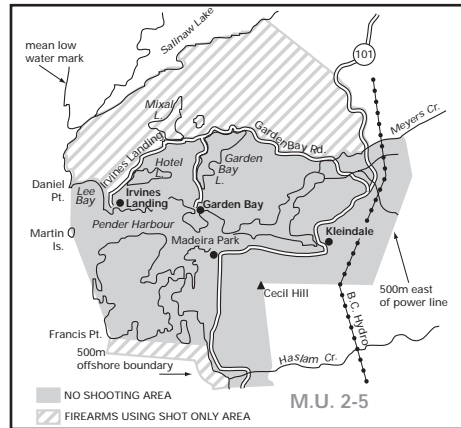 mean low
water mark
Salinaw Lake
101
Mixal
L.
Meyers Cr.
Irvines Landing
Garden Bay Rd.
Hotel
L.
Garden
Bay
L.
Daniel
Pt.
Lee
Bay
Irvines
Landing
Garden Bay
Pender Harbour
Martin
Is.
Madeira Park
Kleindale
500m east
of power line
Cecil Hill
B.C. Hydro
Francis Pt.
500m
offshore boundary
Haslam Cr.
M.U. 2-5
NO SHOOTING AREA
FIREARMS USING SHOT ONLY AREA